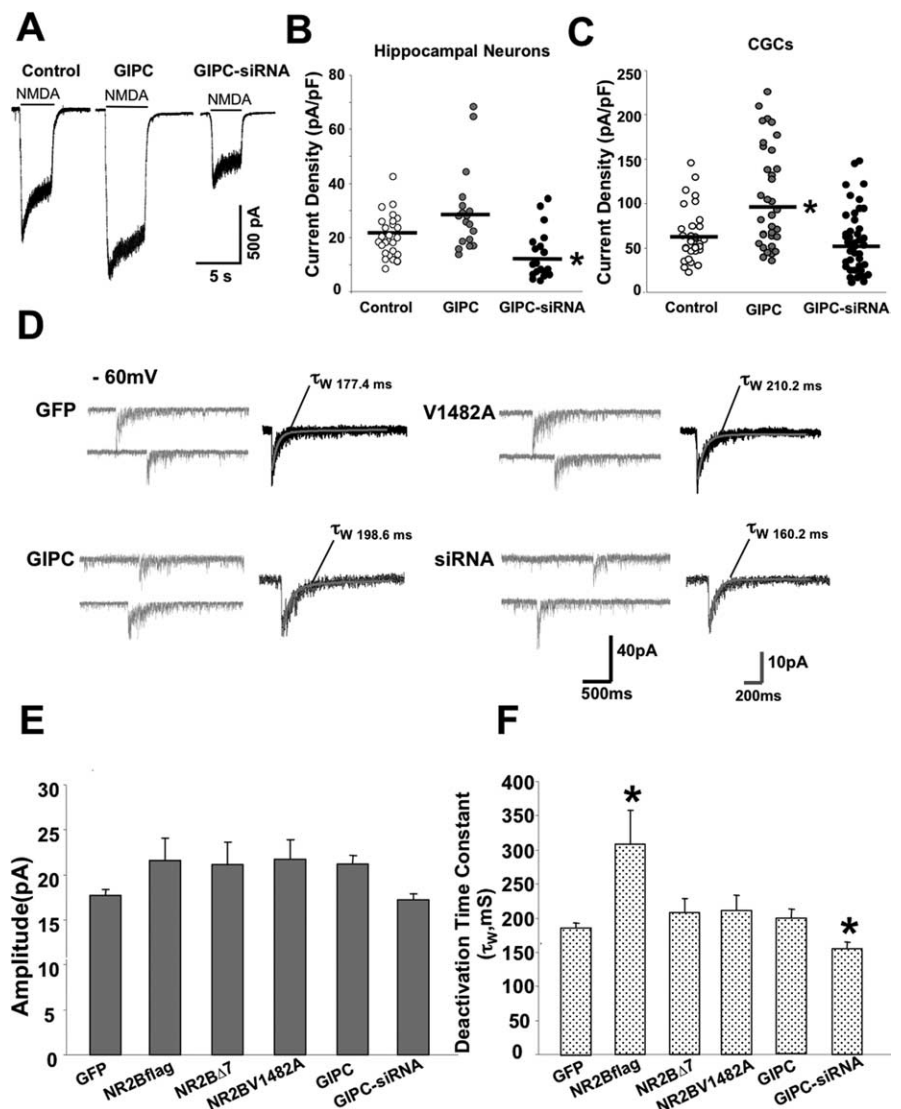 A
Control
GIPC
GIPC-siRNA
NMDA
NMDA
NMDA
500 pA
5 s
B
Hippocampal Neurons
Current Density (pA/pF)
80
60
40
20
0
*
Control
GIPC
GIPC-siRNA
C
CGCs
Current Density (pA/pF)
250
200
150
100
50
0
*
Control
GIPC
GIPC-siRNA
D
- 60mV
GFP
τW 177.4 ms
V1482A
τW 210.2 ms
GIPC
τW 198.6 ms
siRNA
τW 160.2 ms
40pA
500ms
10pA
200ms
E
Amplitude(pA)
30
25
20
15
10
5
0
GFP
NR2Bflag
NR2BΔ7
NR2BV1482A
GIPC
GIPC-siRNA
F
Deactivation Time Constant
(τW,mS)
400
350
300
250
200
150
100
50
0
*
*
GFP
NR2Bflag
NR2BΔ7
NR2BV1482A
GIPC
GIPC-siRNA